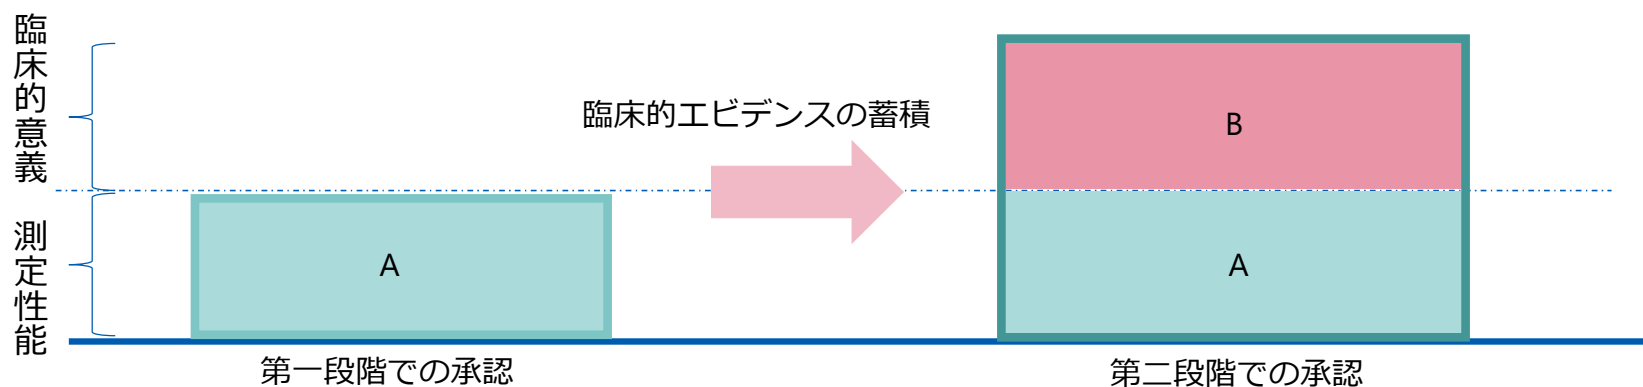 臨床的意義
測定性能
A
第一段階での承認
臨床的エビデンスの蓄積
B
A
第二段階での承認